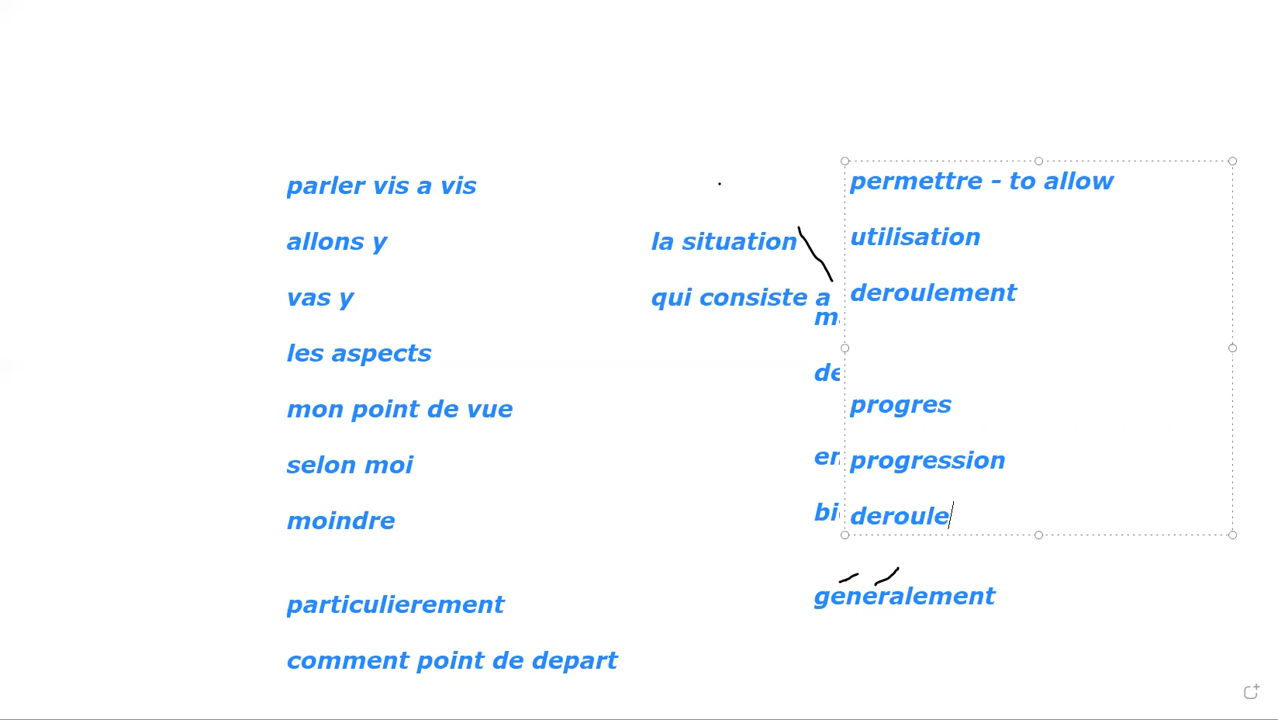 parler vis a vis
allons y
vas y
les aspects
mon point de vue
selon moi
moindre
particulierement
comment point de depart
la situation
qui consiste a
generalement
permettre - to allow
utilisation
deroulement
progres
progression
deroule